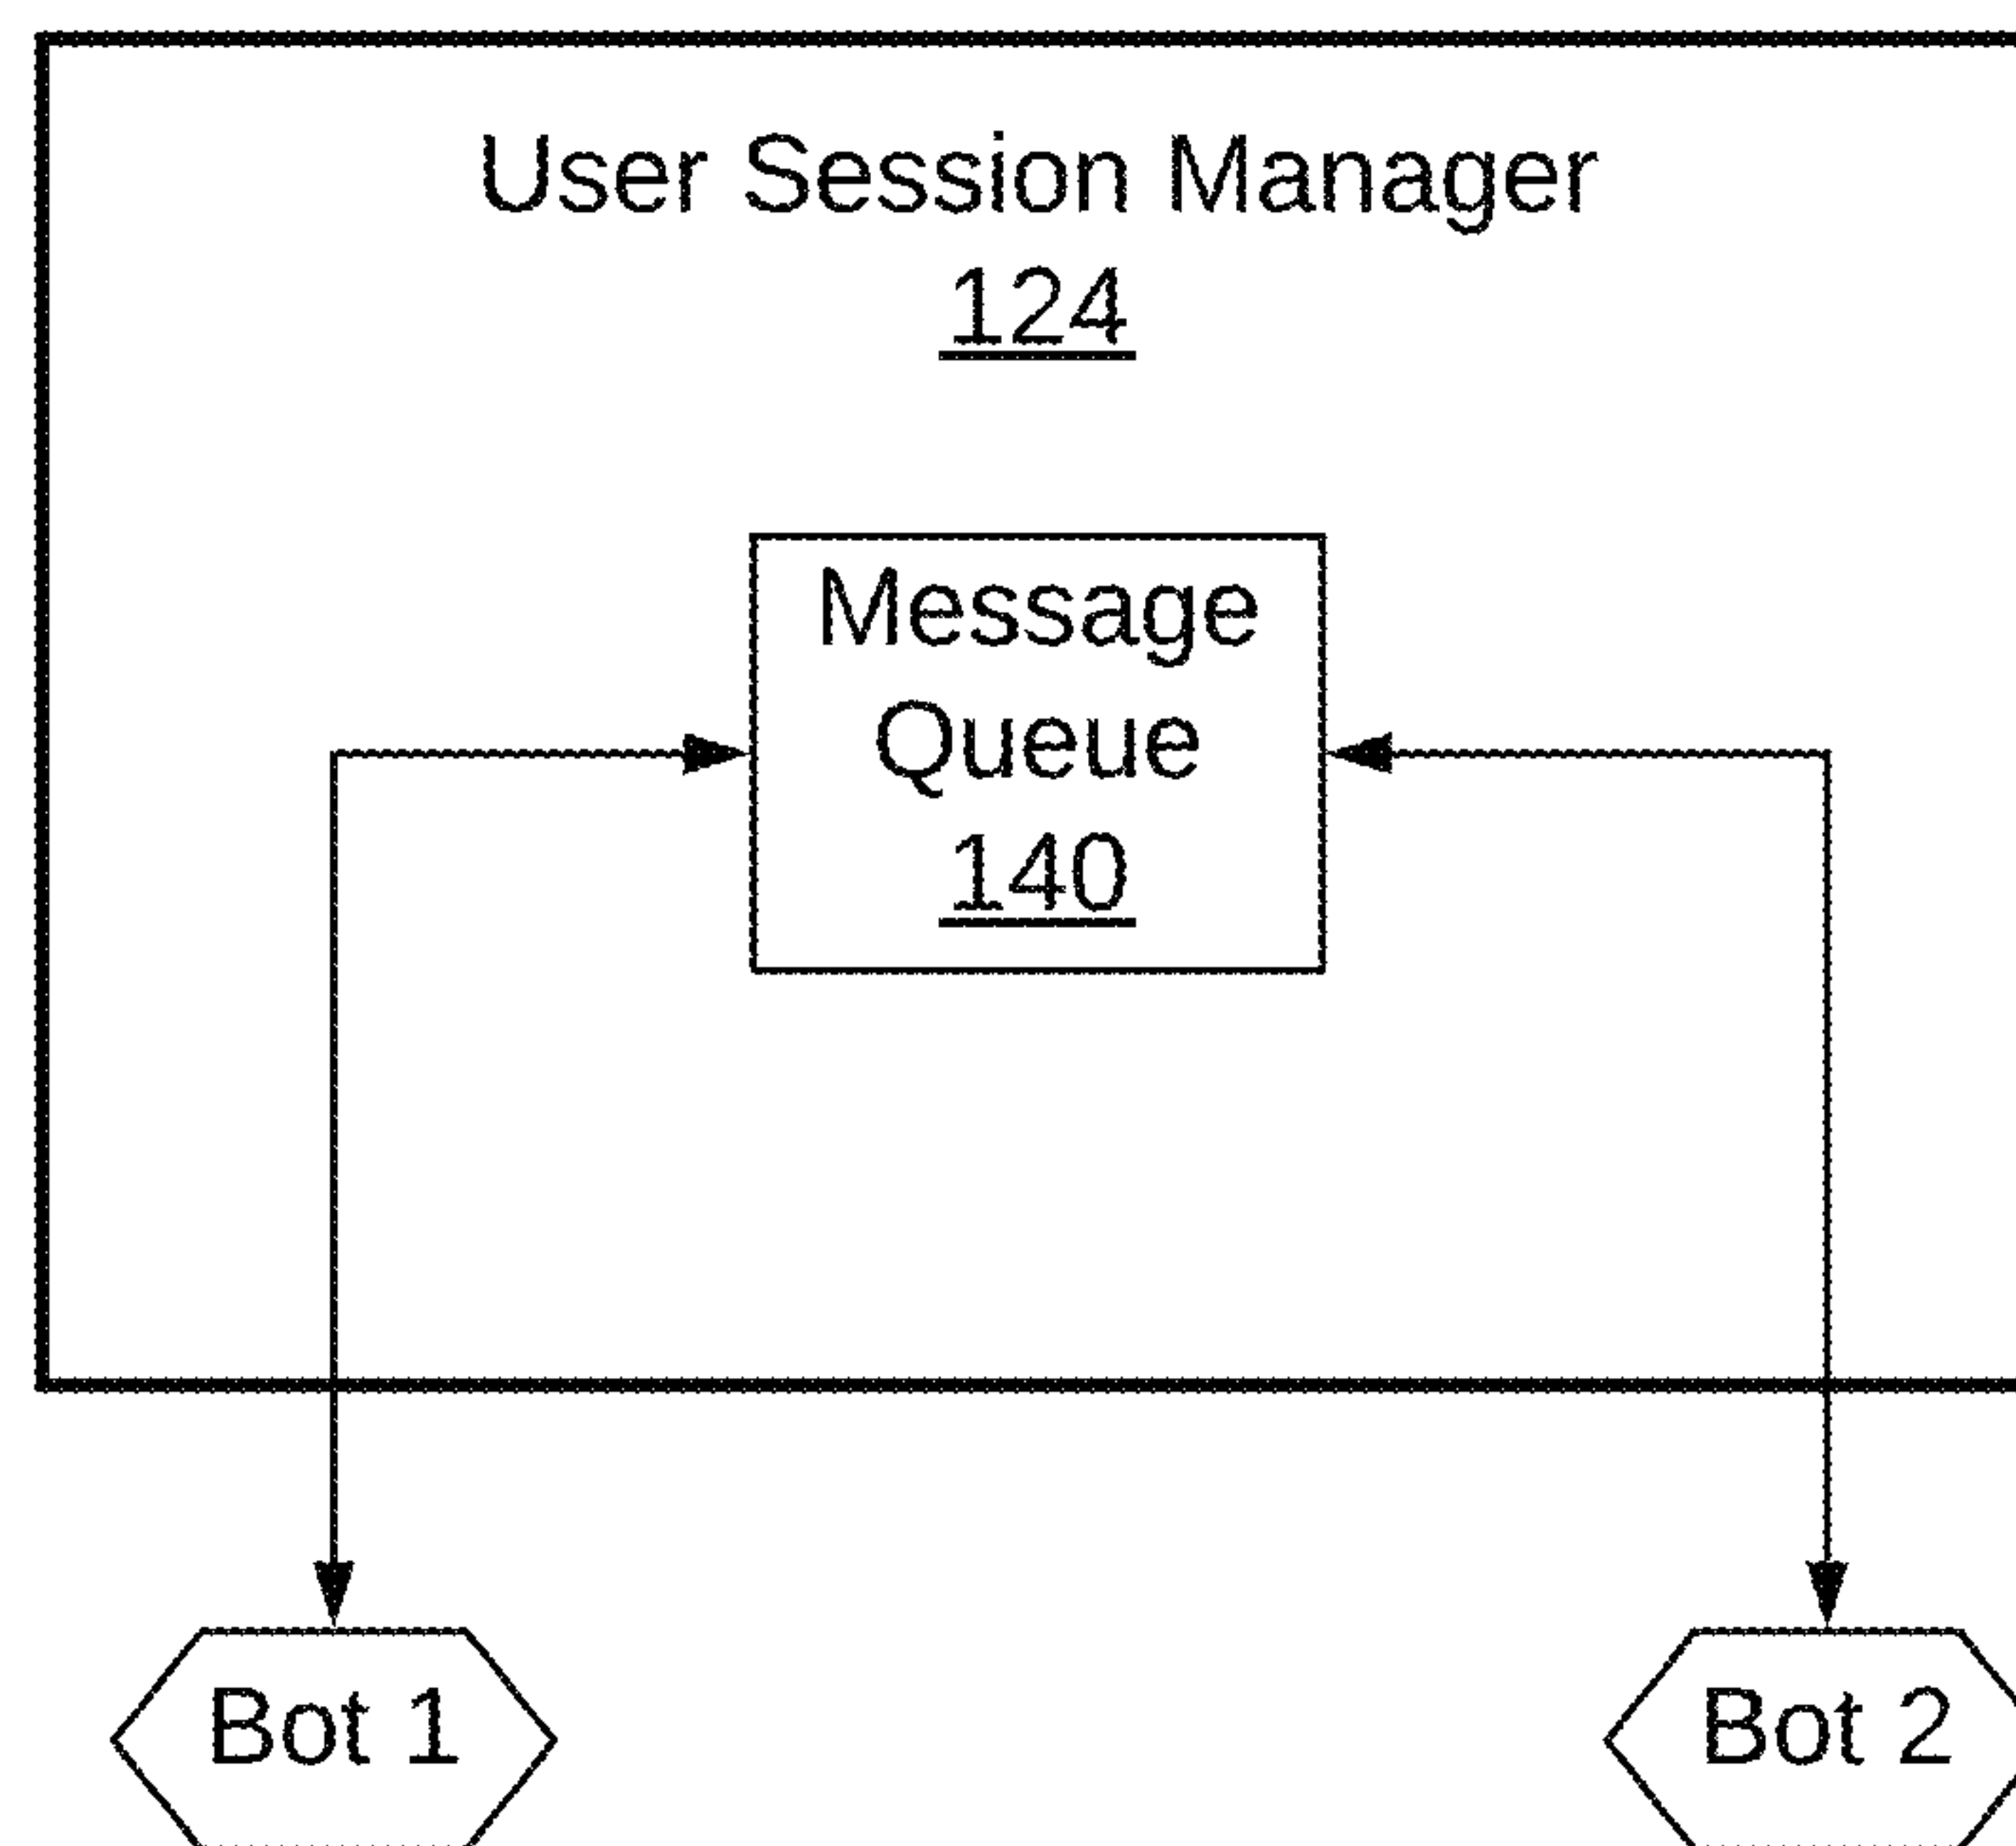 User Session Manager
124
Message
Queue
140
Bot 1
Bot 2